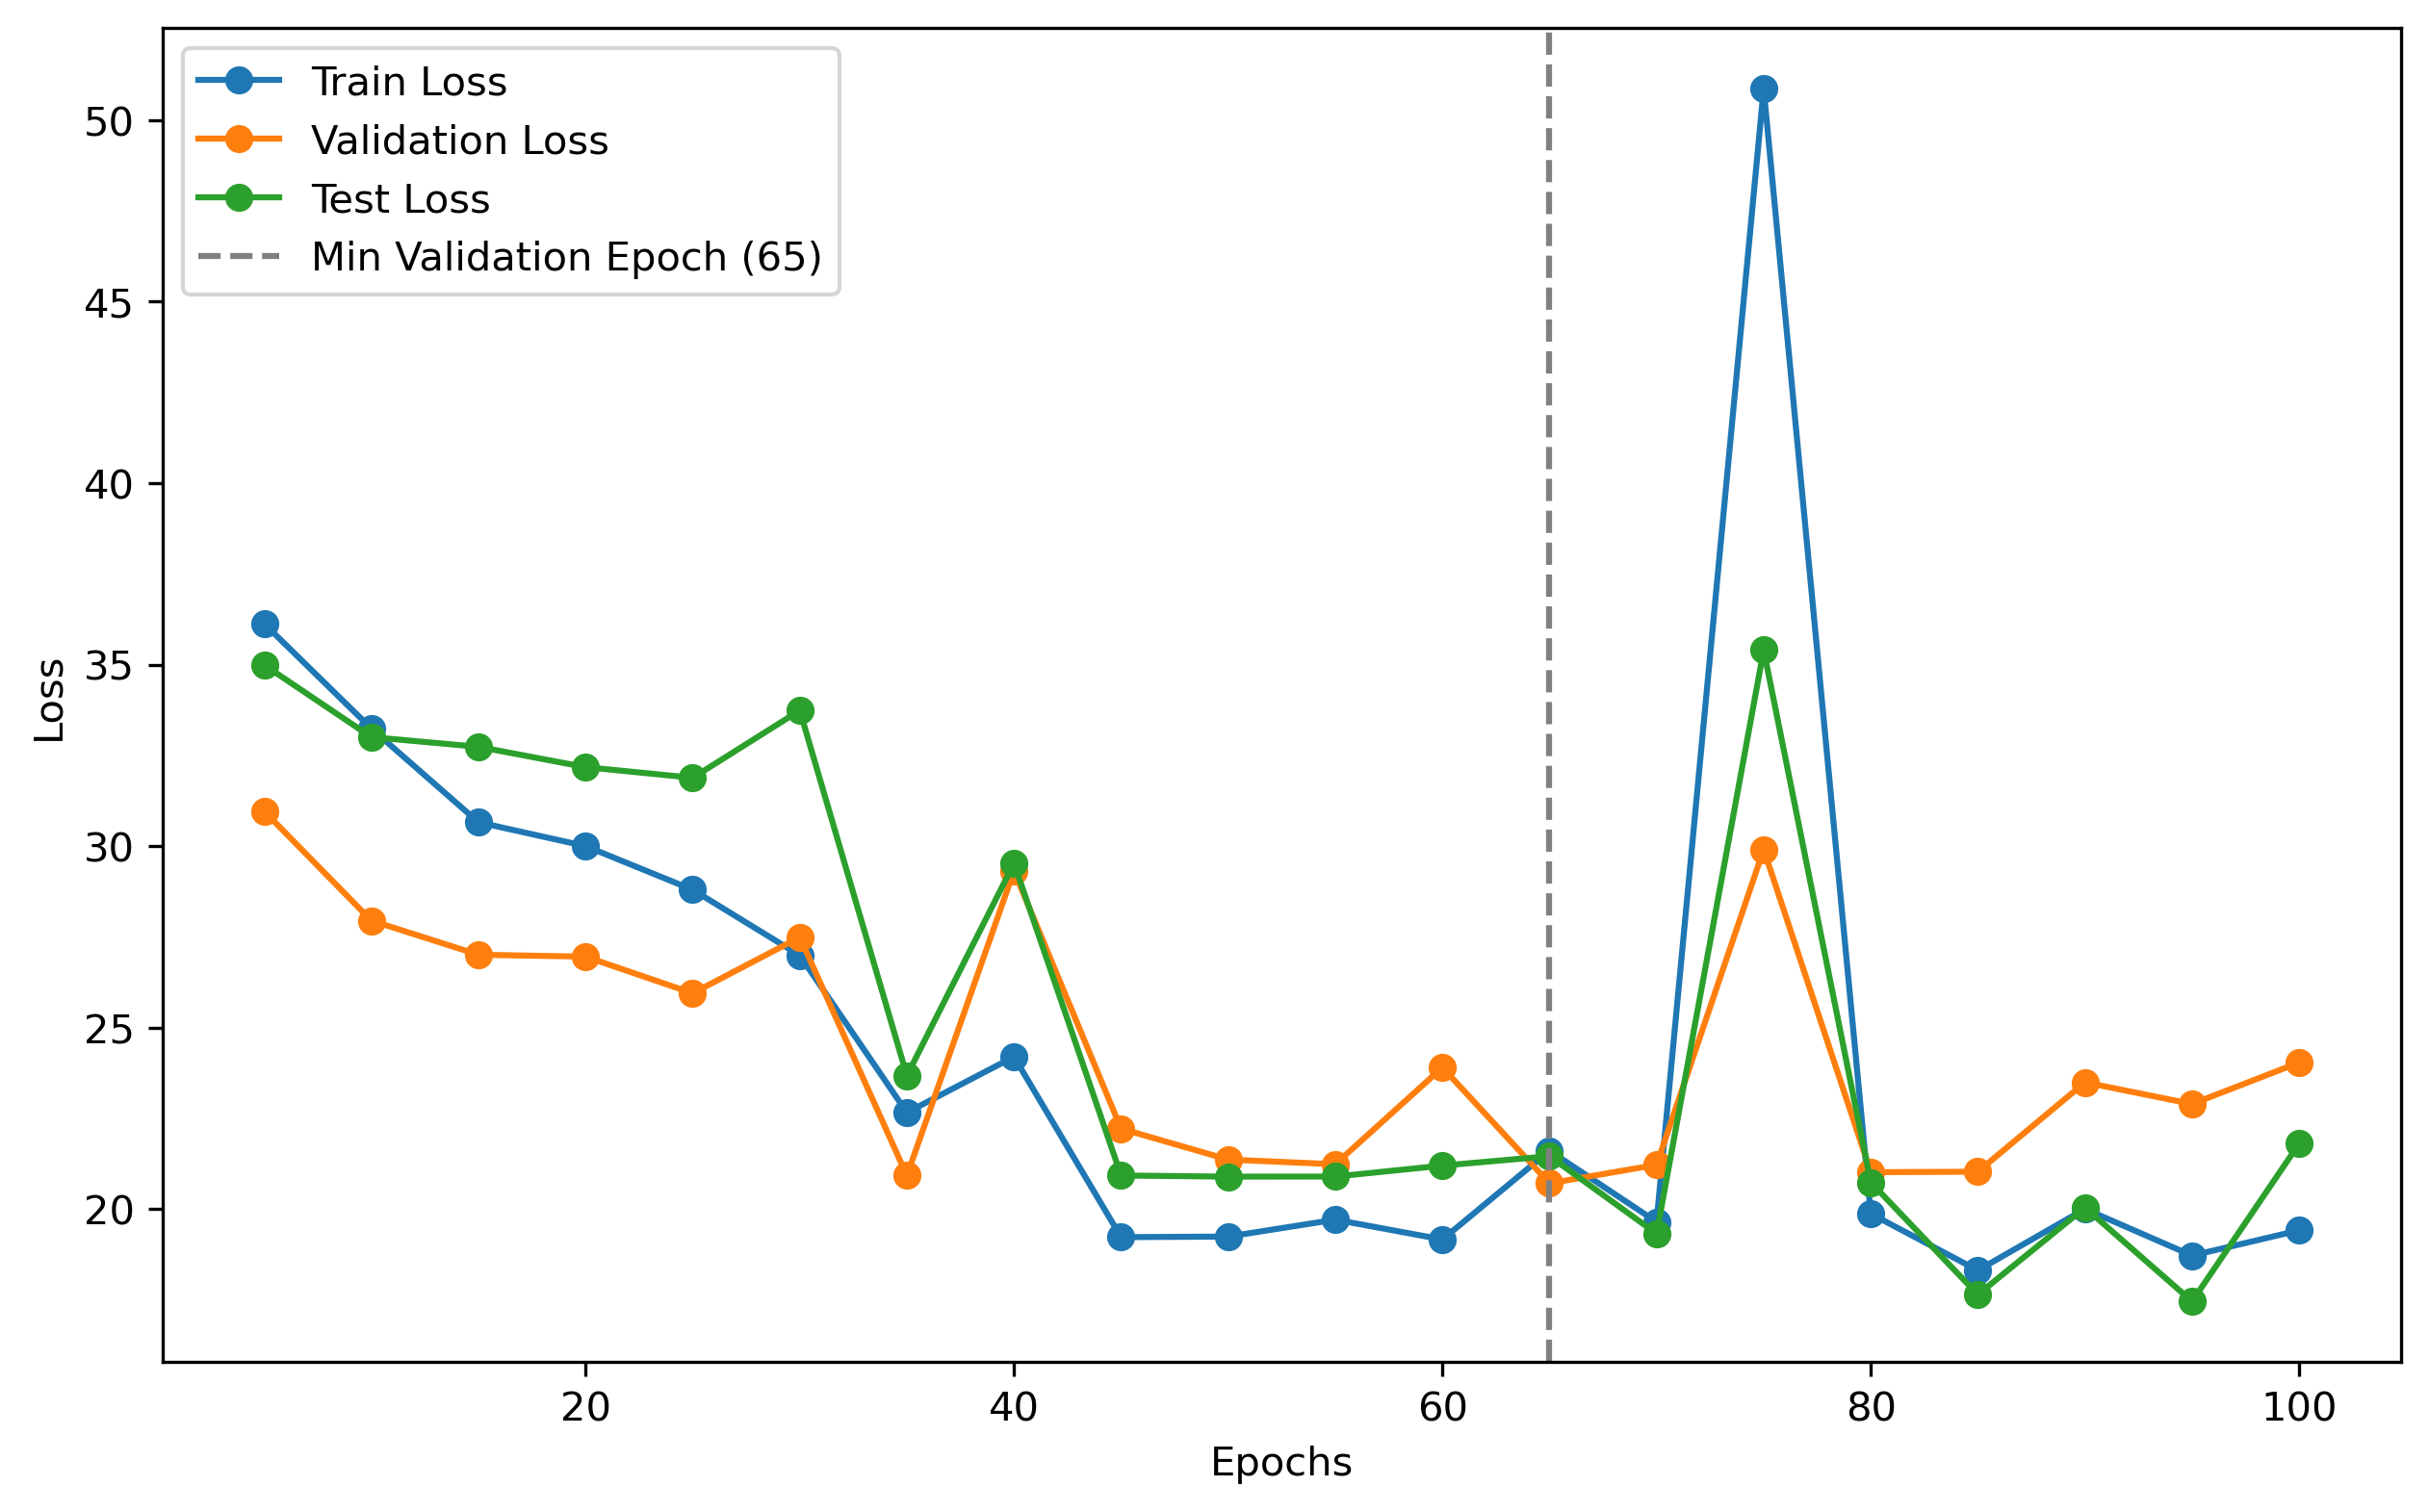 Train Loss
Validation Loss
Test Loss
Min Validation Epoch (65)
50
45
40
35
30
25
20
Loss
20 40 60 80 100
Epochs